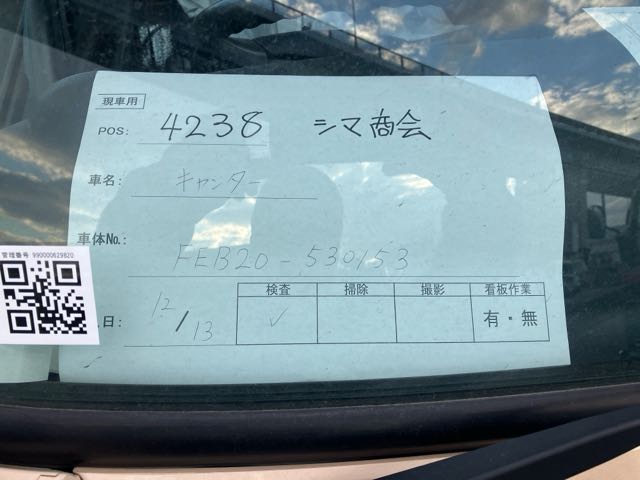 現車用
POS: 4238 シマ商会
車名: キャンター
車体No.: FEB20-530153
管理番号 990000629820
日: 12/13
検査 掃除 撮影 看板作業
✓ 有・無